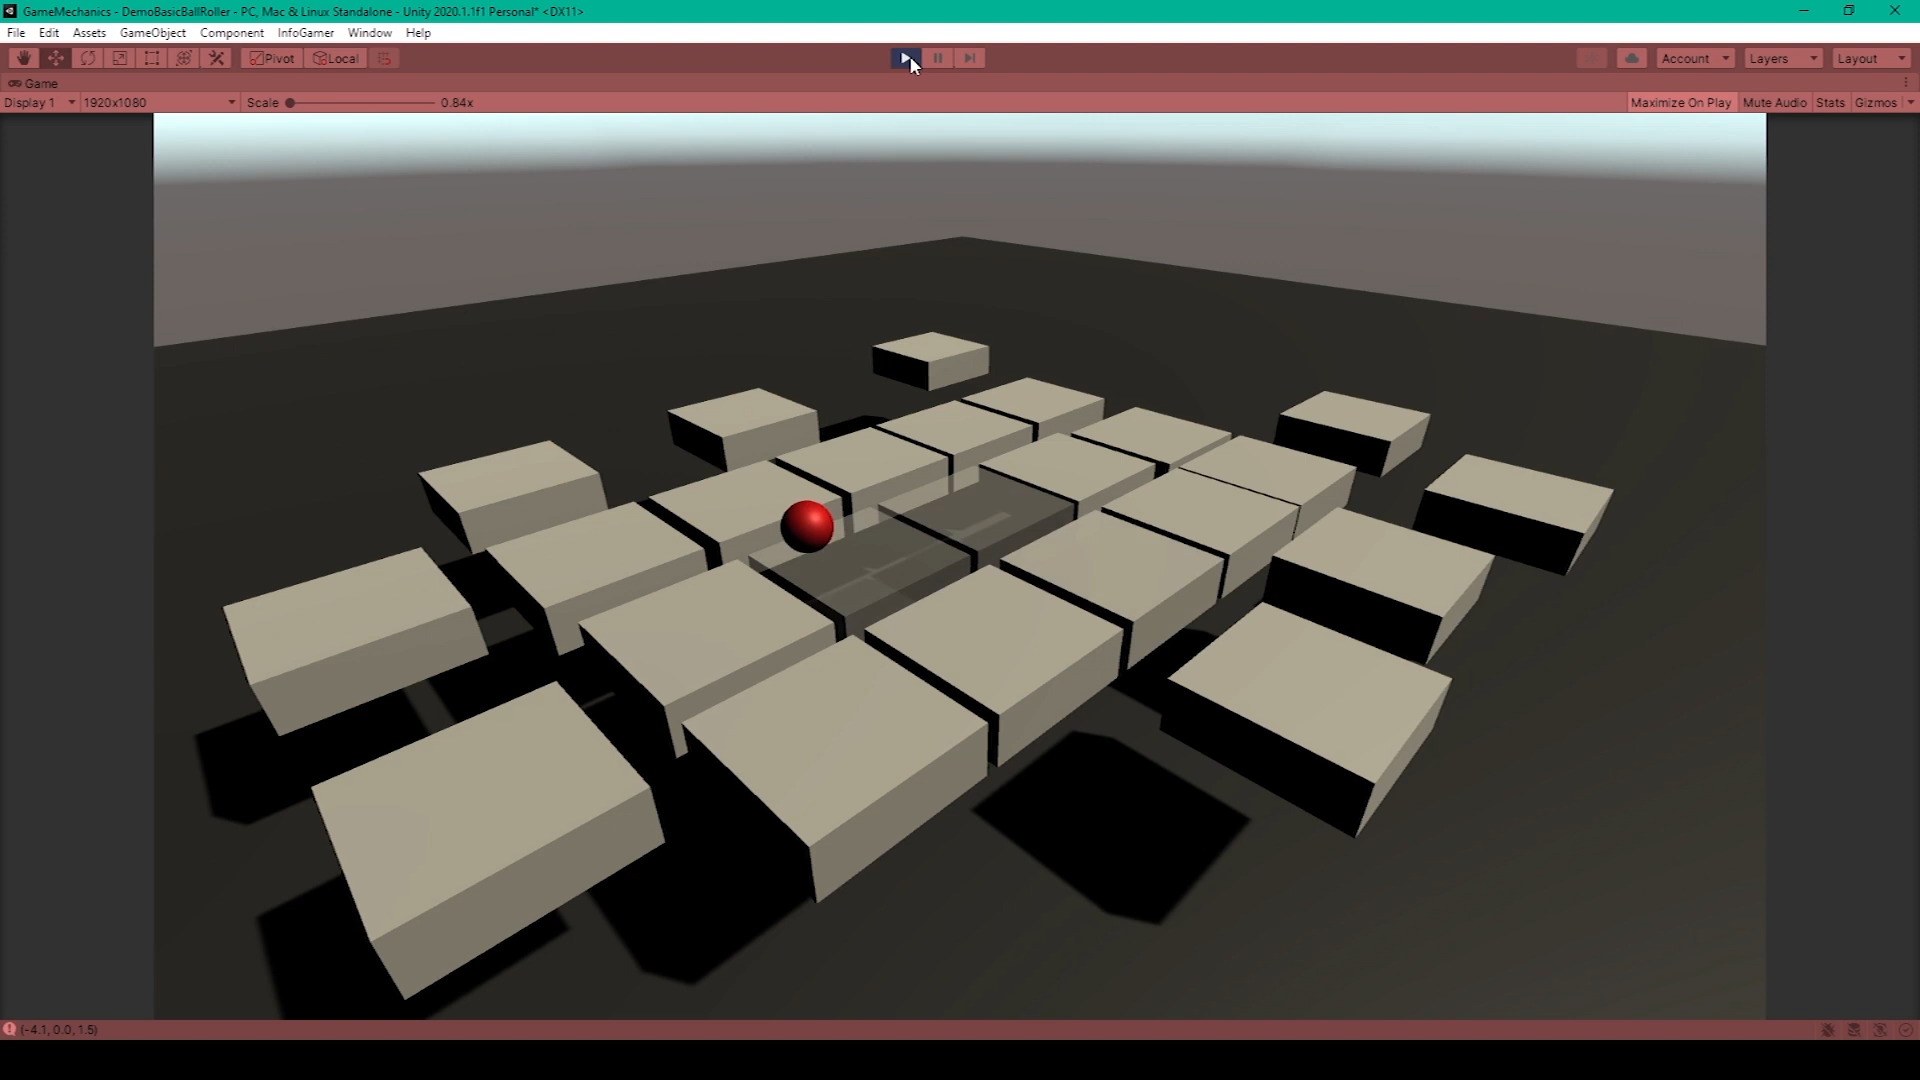 GameMechanics - DemoBasicBallRoller - PC, Mac & Linux Standalone - Unity 2020.1.1f1 Personal* <DX11>
File Edit Assets GameObject Component InfoGamer Window Help
Pivot Local Account Layers Layout
Game
Display 1 1920x1080 Scale 0.84x Maximize On Play Mute Audio Stats Gizmos
(-4.1, 0.0, 1.5)